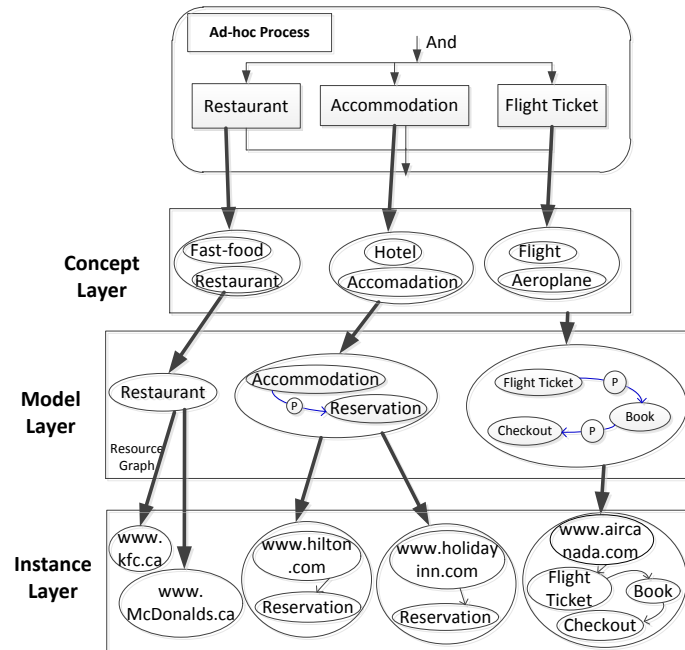 Ad-hoc Process
And
Restaurant
Accommodation
Flight Ticket
Concept
Layer
Fast-food
Restaurant
Hotel
Accomadation
Flight
Aeroplane
Model
Layer
Restaurant
Resource
Graph
Accommodation
P
Reservation
Flight Ticket
P
Book
P
Checkout
Instance
Layer
www.
kfc.ca
www.
McDonalds.ca
www.hilton
.com
Reservation
www.holiday
inn.com
Reservation
www.airca
nada.com
Flight
Ticket
Book
Checkout